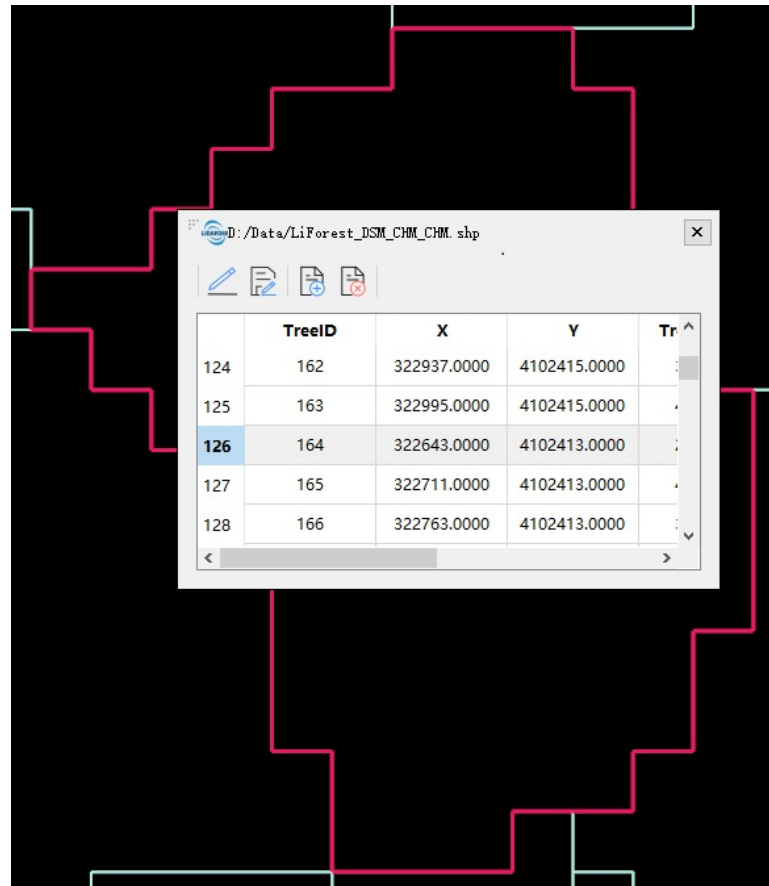 D:/Data/LiForest_DSM_CHM_CHM.shp
TreeID X Y
124 162 322937.0000 4102415.0000
125 163 322995.0000 4102415.0000
126 164 322643.0000 4102413.0000
127 165 322711.0000 4102413.0000
128 166 322763.0000 4102413.0000